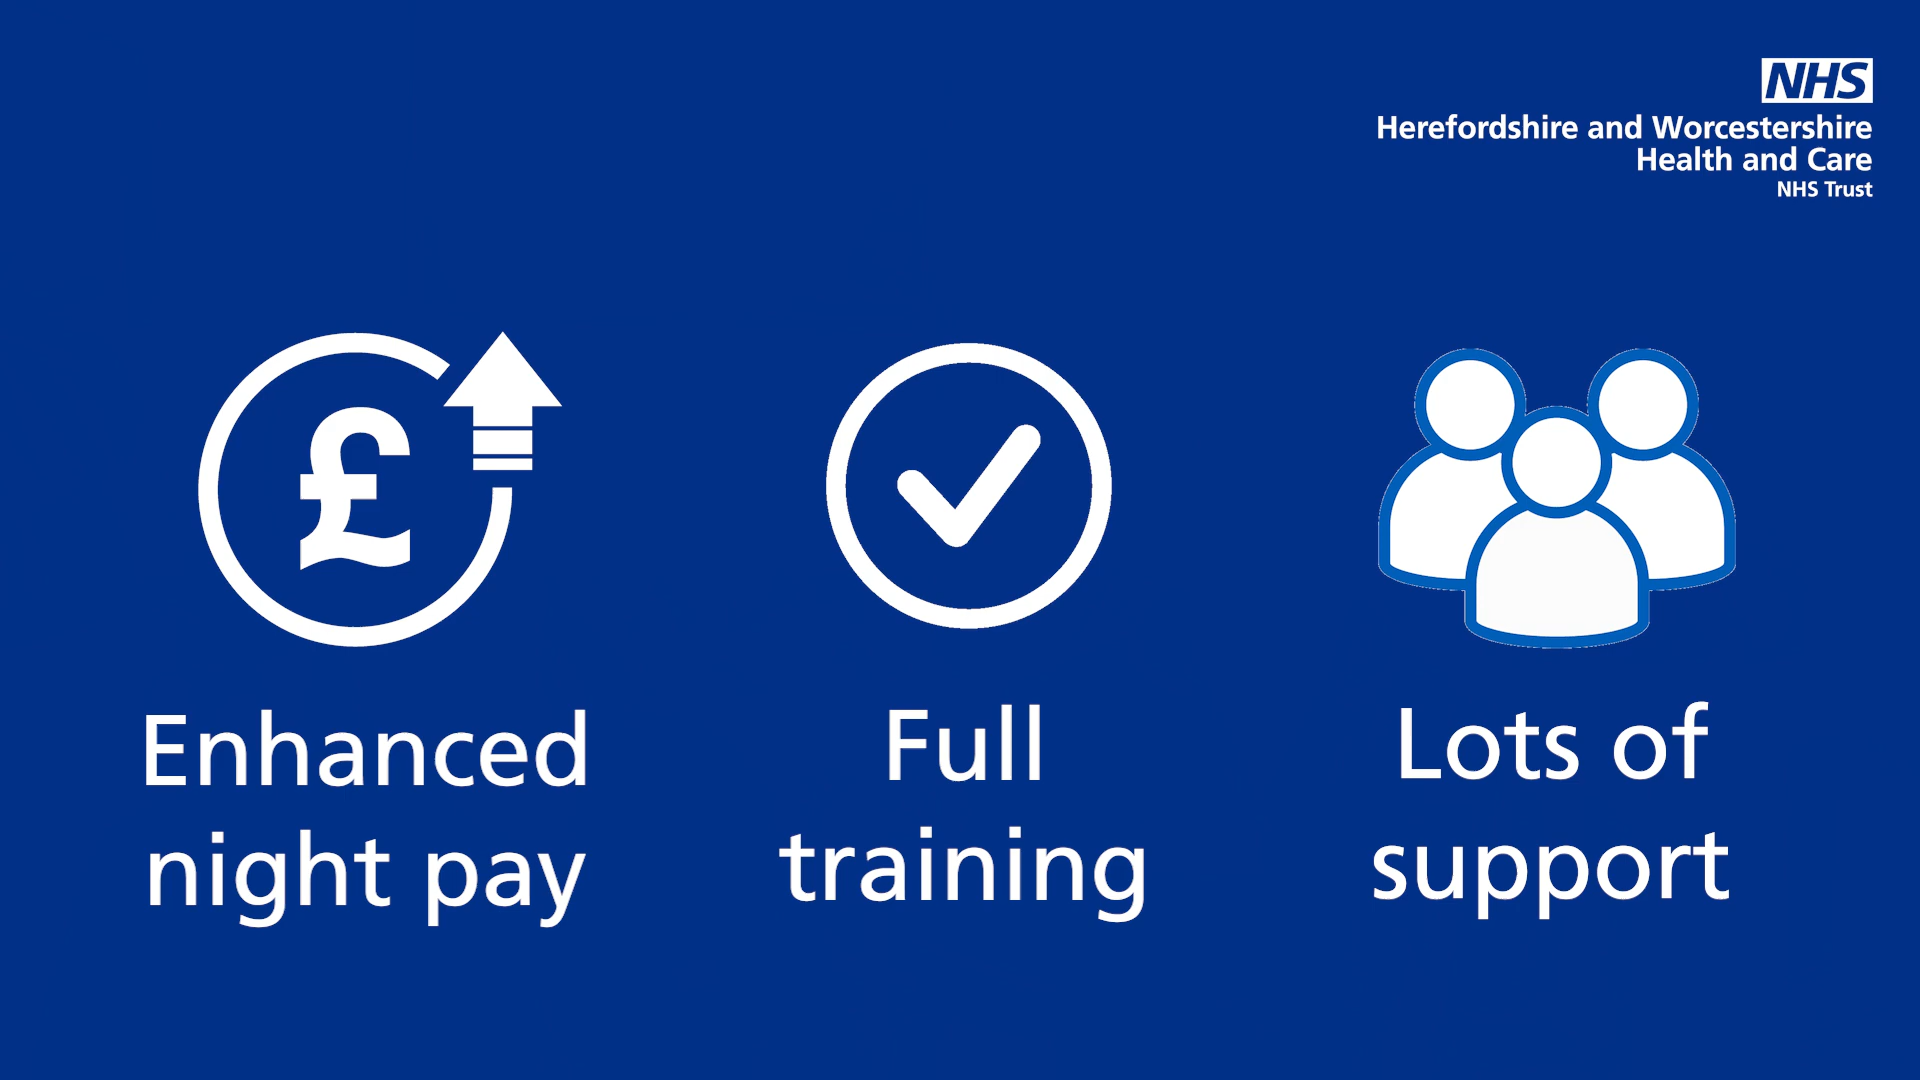 NHS
Herefordshire and Worcestershire
Health and Care
NHS Trust
£
Enhanced
night pay
Full
training
Lots of
support